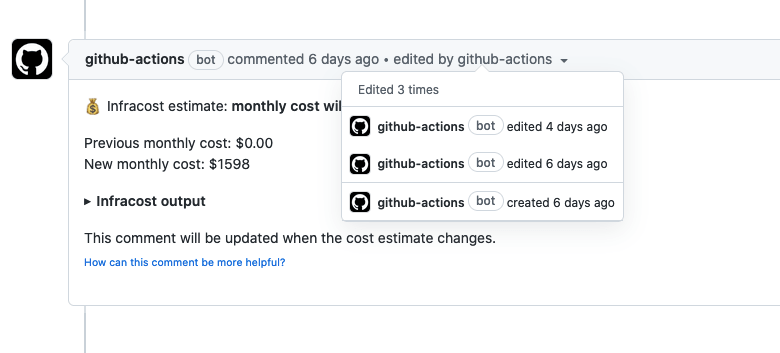 github-actions bot commented 6 days ago • edited by github-actions
Edited 3 times
💰 Infracost estimate: monthly cost wil
github-actions bot edited 4 days ago
Previous monthly cost: $0.00
github-actions bot edited 6 days ago
New monthly cost: $1598
▸ Infracost output
github-actions bot created 6 days ago
This comment will be updated when the cost estimate changes.
How can this comment be more helpful?